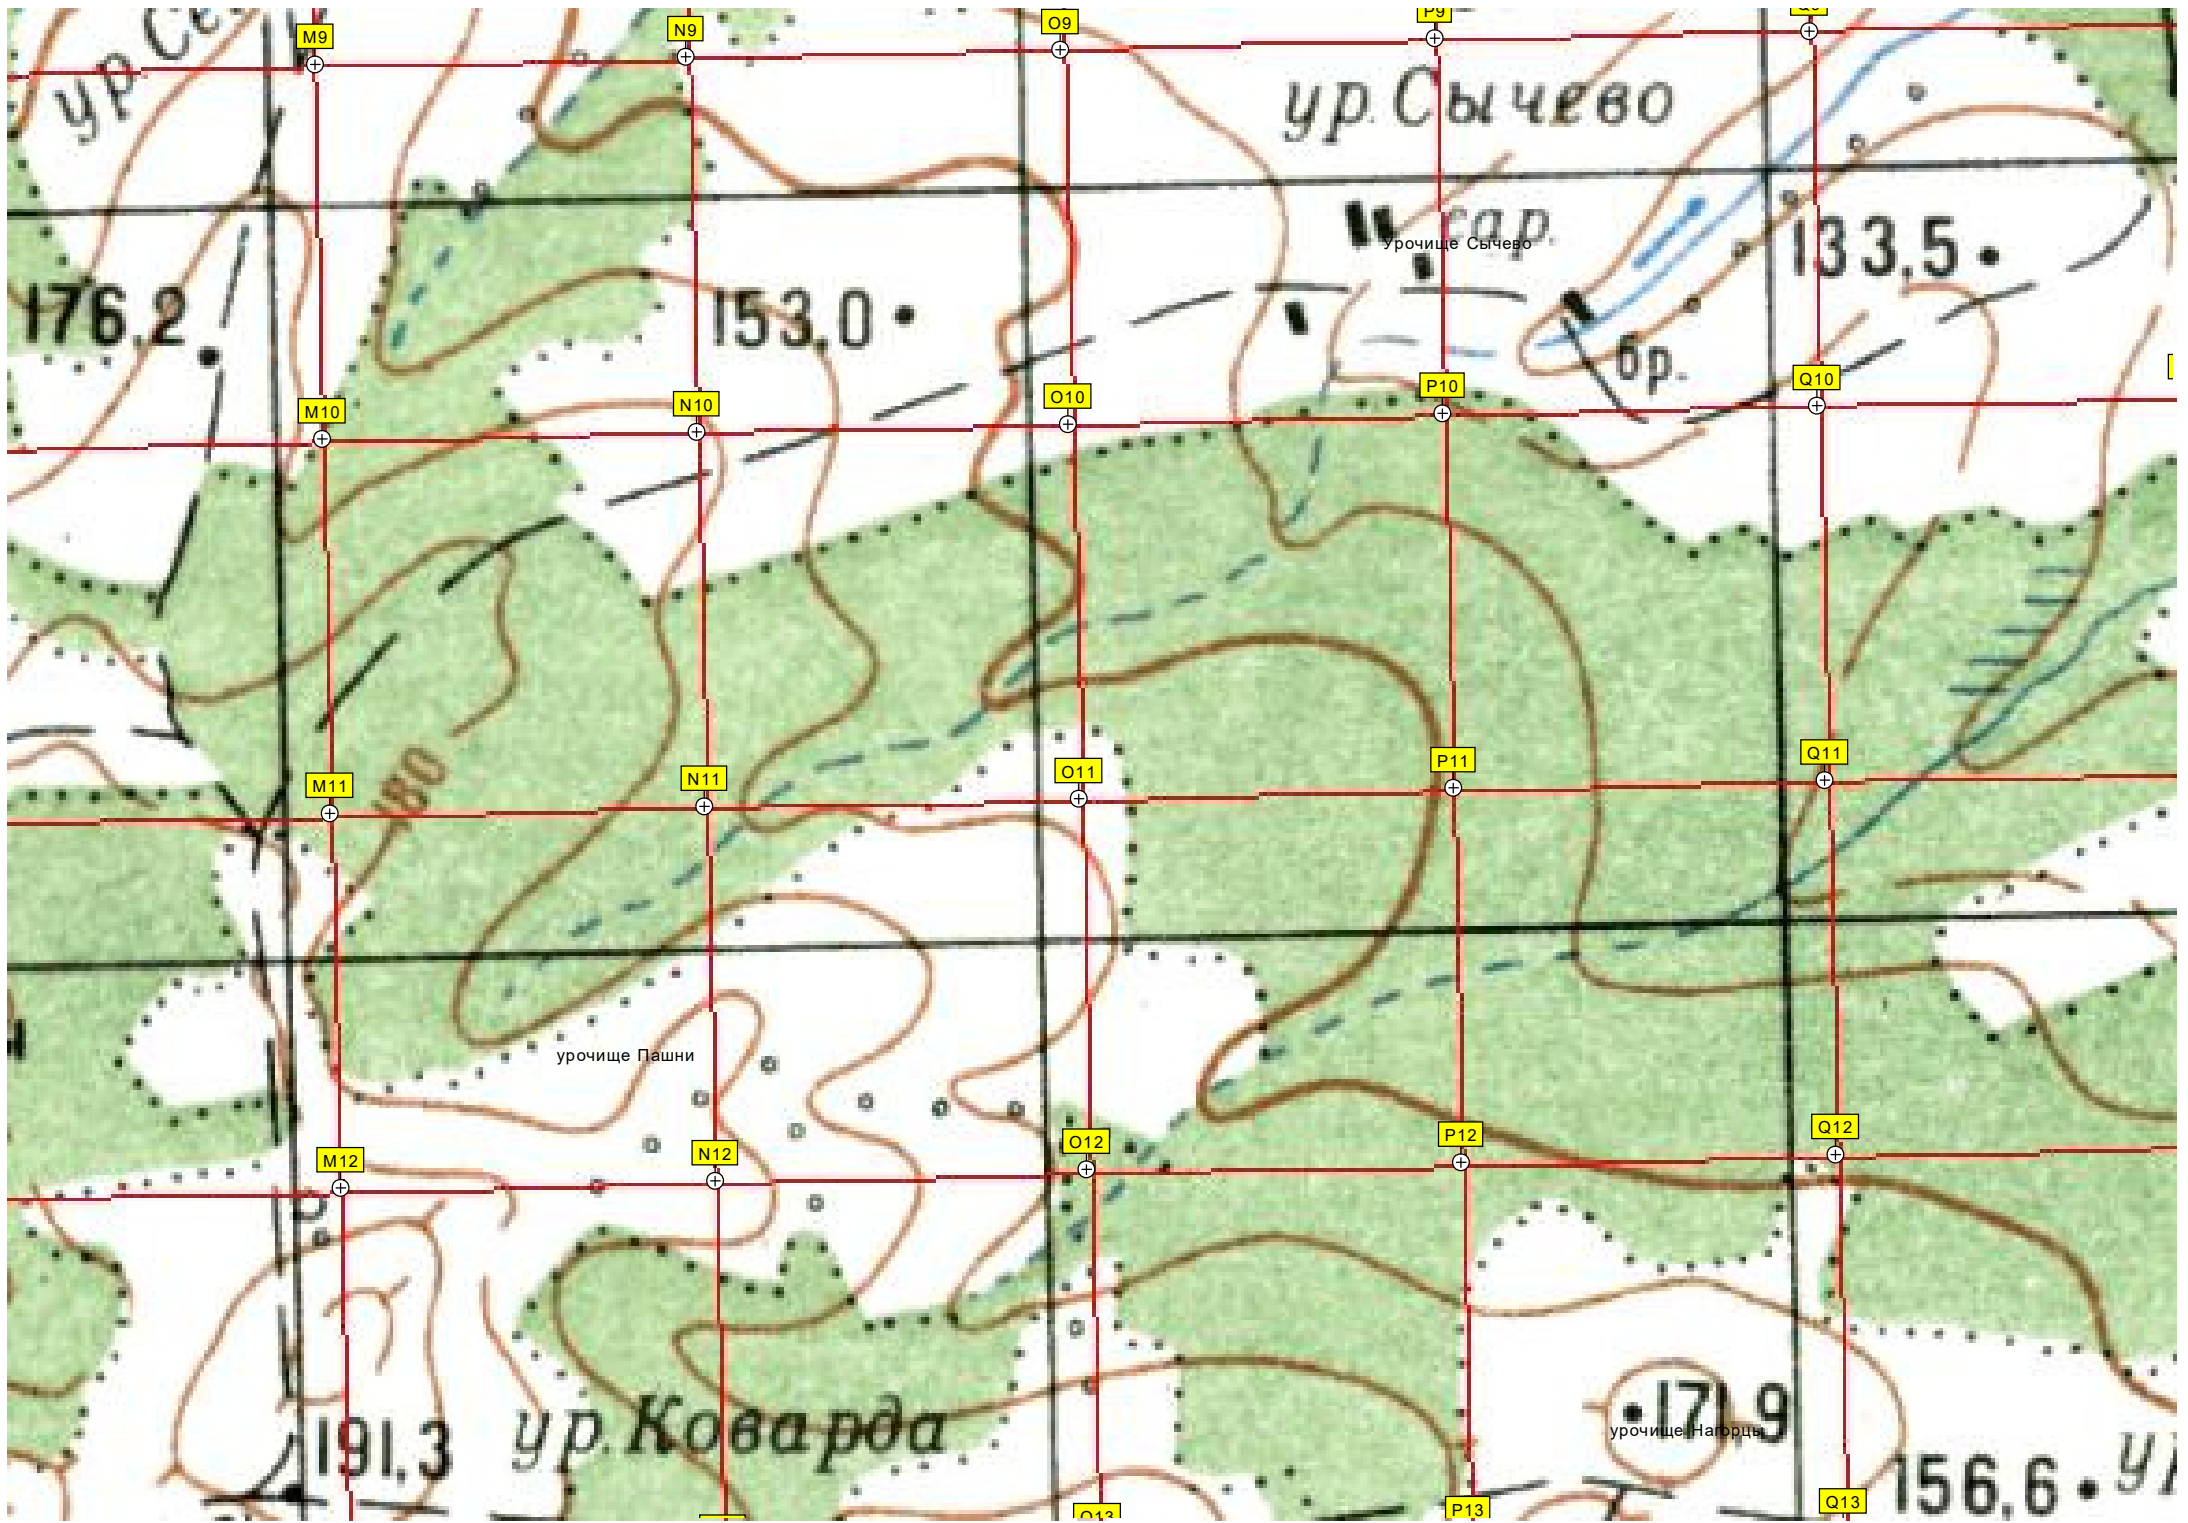 P9
O9
N9
M9
ур. Сычево
сар.
Урочище Сычево
133,5
176,2
153,0
бр.
Q10
P10
O10
N10
M10
Q11
P11
O11
N11
M11
180
урочище Пашни
Q12
P12
O12
N12
M12
171,9
урочище Нагорцы
ур. Коварда
191,3
156,6
Q13
P13
O13